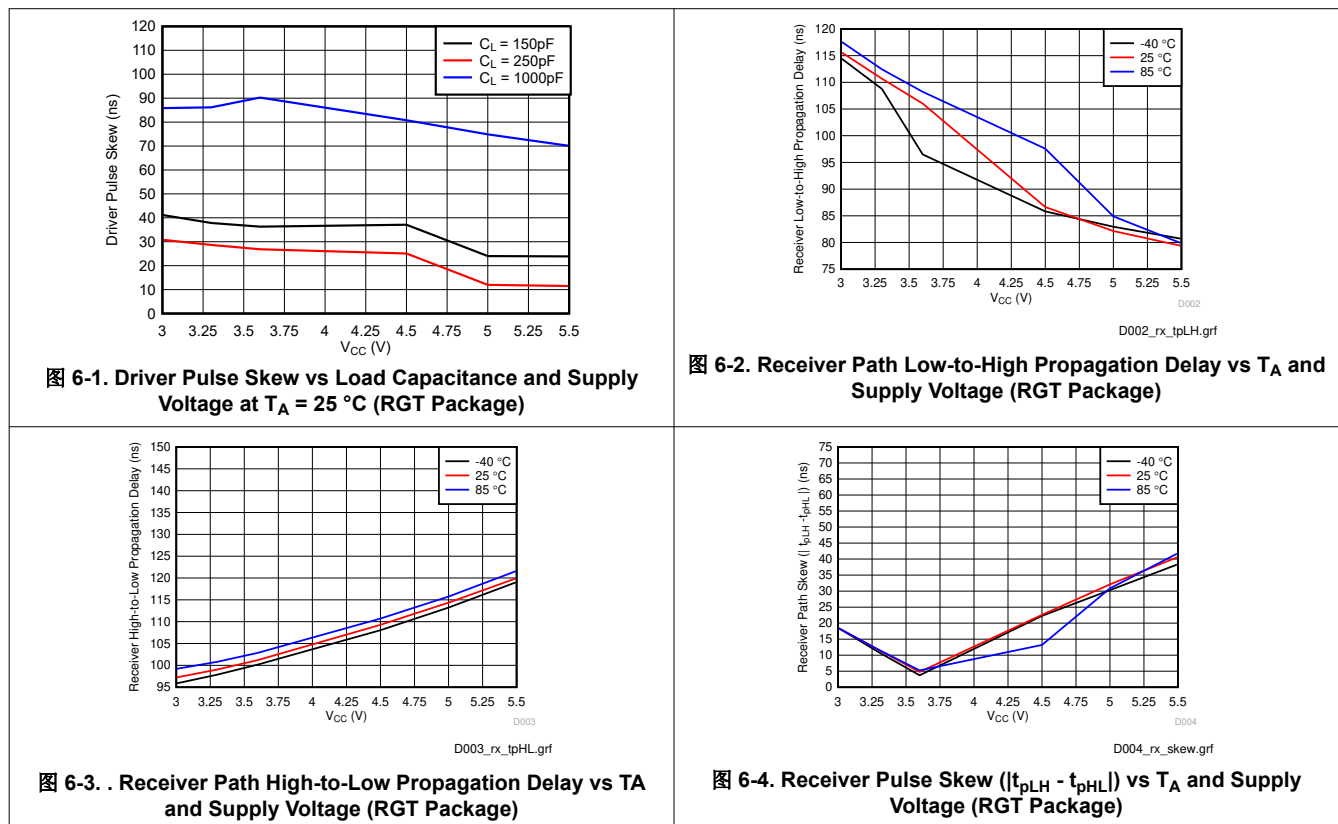 120
110
100
90
80
70
60
50
40
30
20
10
0
Driver Pulse Skew (ns)
C_L = 150pF
C_L = 250pF
C_L = 1000pF
3 3.25 3.5 3.75 4 4.25 4.5 4.75 5 5.25 5.5
V_CC (V)
图 6-1. Driver Pulse Skew vs Load Capacitance and Supply
Voltage at T_A = 25 °C (RGT Package)
120
115
110
105
100
95
90
85
80
75
Receiver Low-to-High Propagation Delay (ns)
-40 °C
25 °C
85 °C
3 3.25 3.5 3.75 4 4.25 4.5 4.75 5 5.25 5.5
V_CC (V)
D002
D002_rx_tpLH.grf
图 6-2. Receiver Path Low-to-High Propagation Delay vs T_A and
Supply Voltage (RGT Package)
150
145
140
135
130
125
120
115
110
105
100
95
Receiver High-to-Low Propagation Delay (ns)
-40 °C
25 °C
85 °C
3 3.25 3.5 3.75 4 4.25 4.5 4.75 5 5.25 5.5
V_CC (V)
D003
D003_rx_tpHL.grf
图 6-3. . Receiver Path High-to-Low Propagation Delay vs TA
and Supply Voltage (RGT Package)
75
70
65
60
55
50
45
40
35
30
25
20
15
10
5
0
Receiver Path Skew (| t_pLH -t_pHL |) (ns)
-40 °C
25 °C
85 °C
3 3.25 3.5 3.75 4 4.25 4.5 4.75 5 5.25 5.5
V_CC (V)
D004
D004_rx_skew.grf
图 6-4. Receiver Pulse Skew (|t_pLH - t_pHL|) vs T_A and Supply
Voltage (RGT Package)